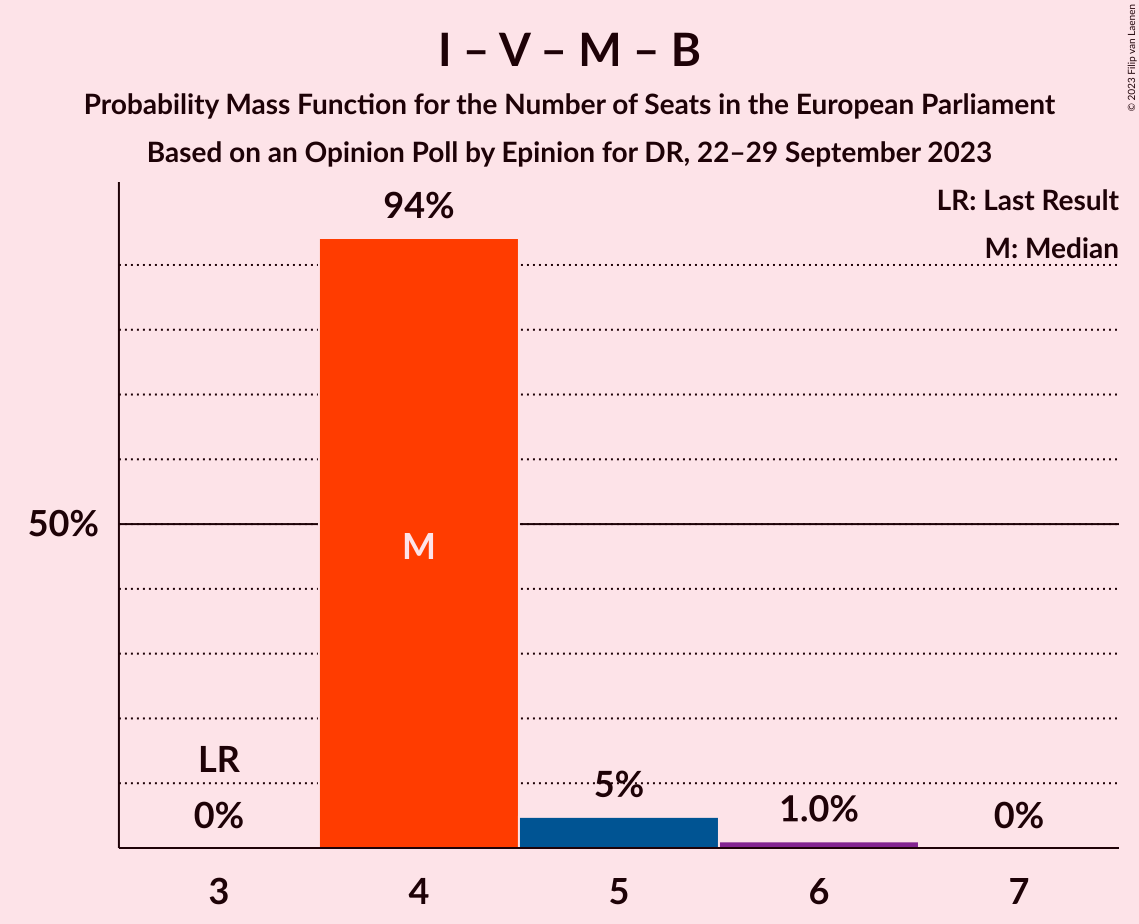 I – V – M – B
Probability Mass Function for the Number of Seats in the European Parliament
Based on an Opinion Poll by Epinion for DR, 22–29 September 2023
© 2023 Filip van Laenen
LR: Last Result
M: Median
94%
50%
M
LR
0%
5%
1.0%
0%
3
4
5
6
7